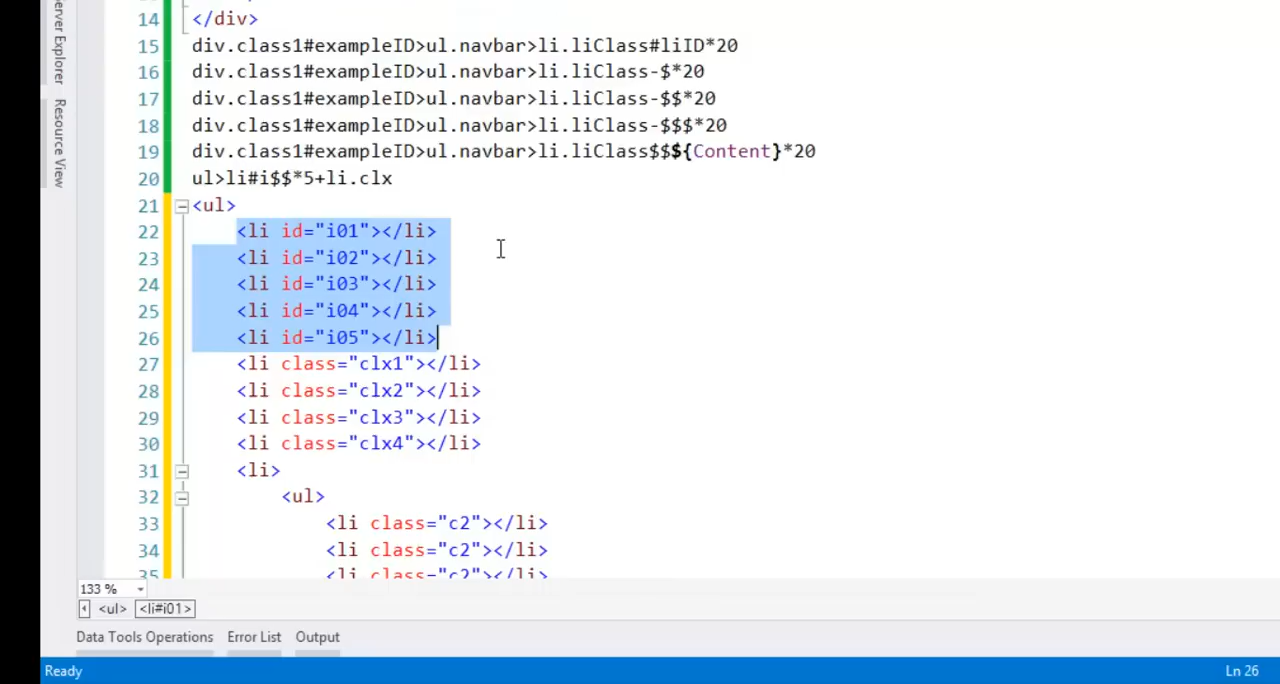 Server Explorer
Resource View
14 </div>
15 div.class1#exampleID>ul.navbar>li.liClass#liID*20
16 div.class1#exampleID>ul.navbar>li.liClass-$*20
17 div.class1#exampleID>ul.navbar>li.liClass-$$*20
18 div.class1#exampleID>ul.navbar>li.liClass-$$$*20
19 div.class1#exampleID>ul.navbar>li.liClass$$${Content}*20
20 ul>li#i$$*5+li.clx
21 <ul>
22 <li id="i01"></li>
23 <li id="i02"></li>
24 <li id="i03"></li>
25 <li id="i04"></li>
26 <li id="i05"></li>
27 <li class="clx1"></li>
28 <li class="clx2"></li>
29 <li class="clx3"></li>
30 <li class="clx4"></li>
31 <li>
32 <ul>
33 <li class="c2"></li>
34 <li class="c2"></li>
35 <li class="c2"></li>
133 %
<ul> <li#i01>
Data Tools Operations Error List Output
Ready Ln 26